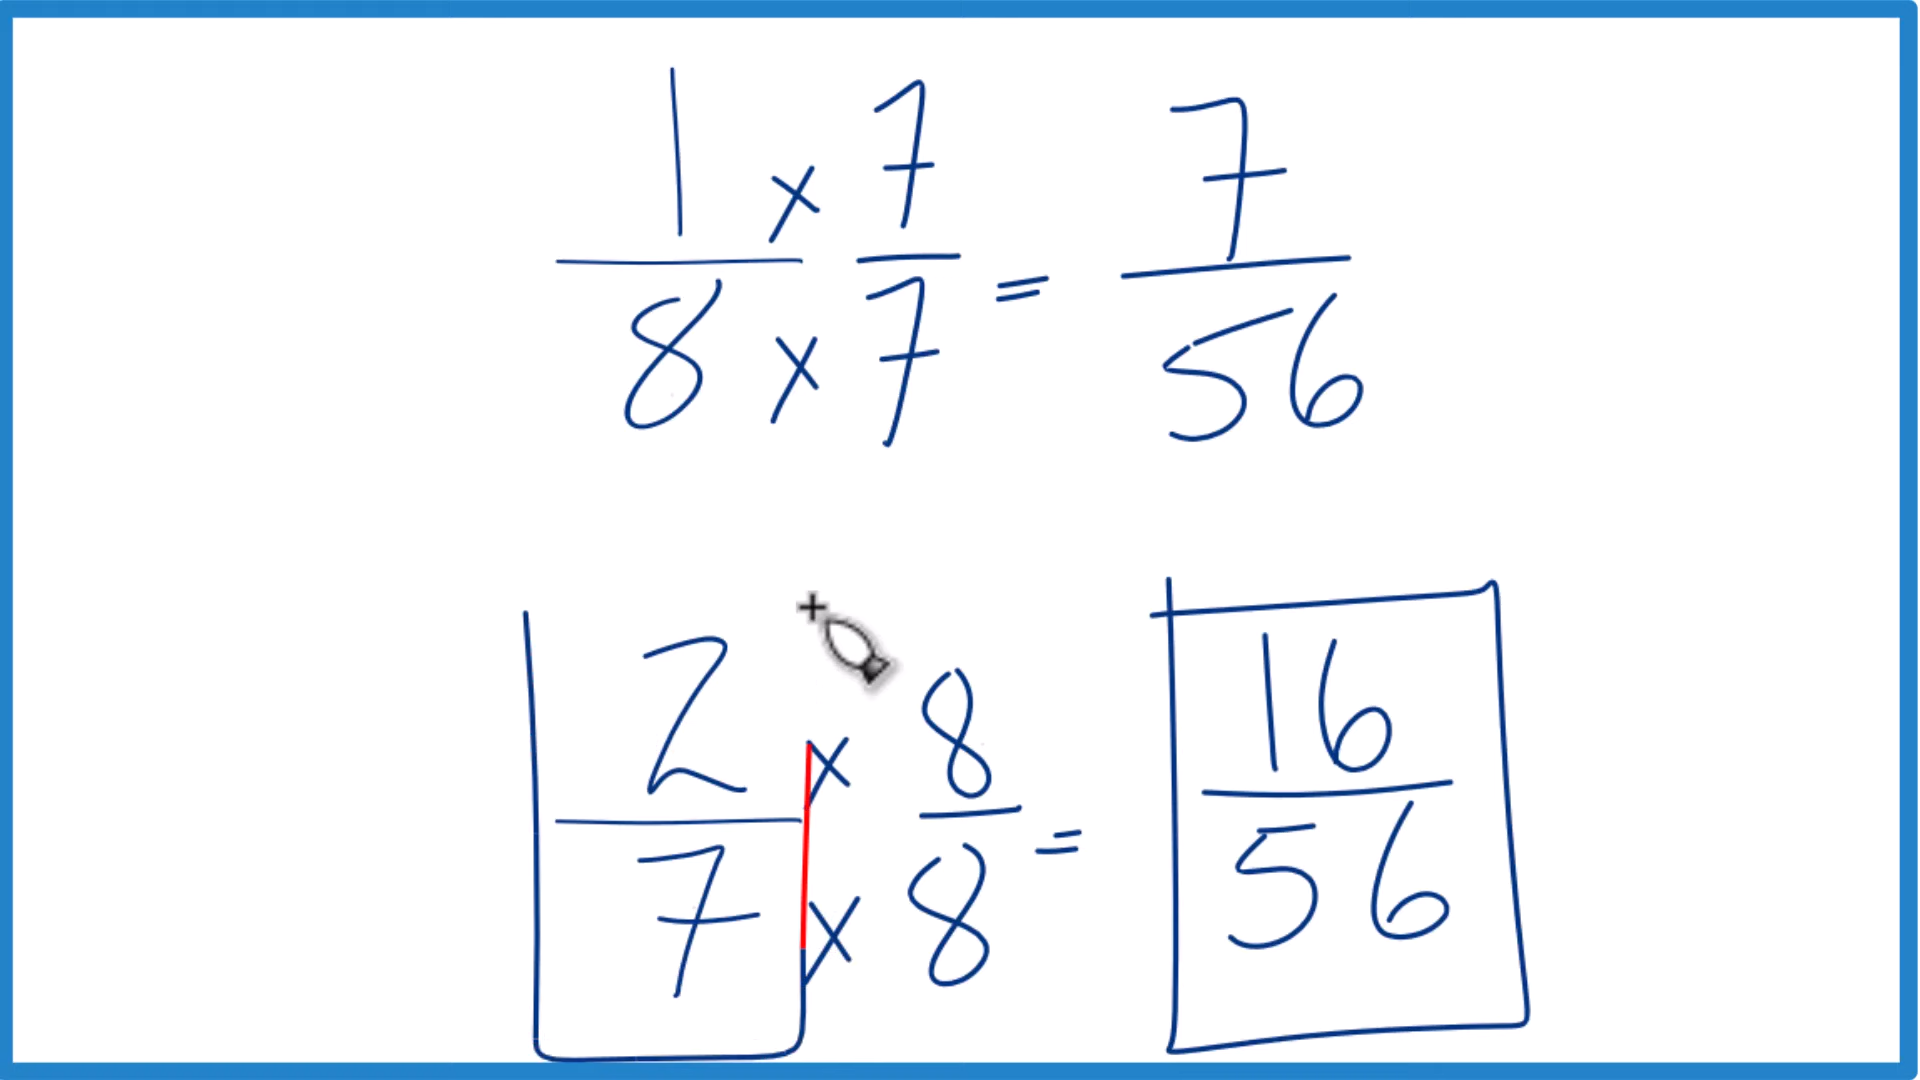 1 × 7 = 7
8 × 7 56
2 × 8 = 16
7 × 8 56